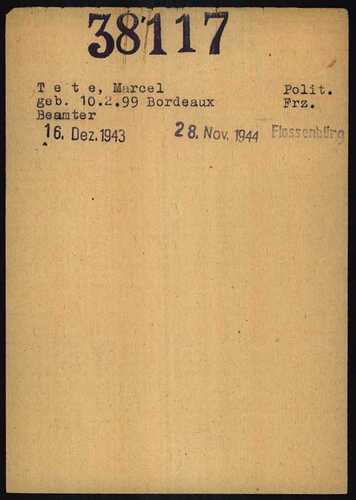 38117
T e t e, Marcel Polit.
geb. 10.2.99 Bordeaux Frz.
Beamter
16. Dez. 1943 28. Nov. 1944 Flossenbürg